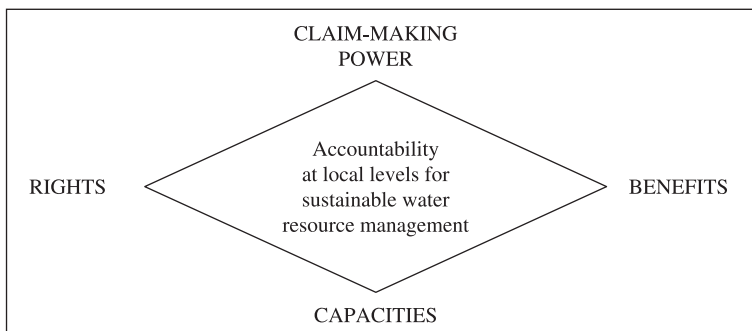 CLAIM-MAKING
POWER
Accountability
at local levels for
sustainable water
resource management
RIGHTS
BENEFITS
CAPACITIES